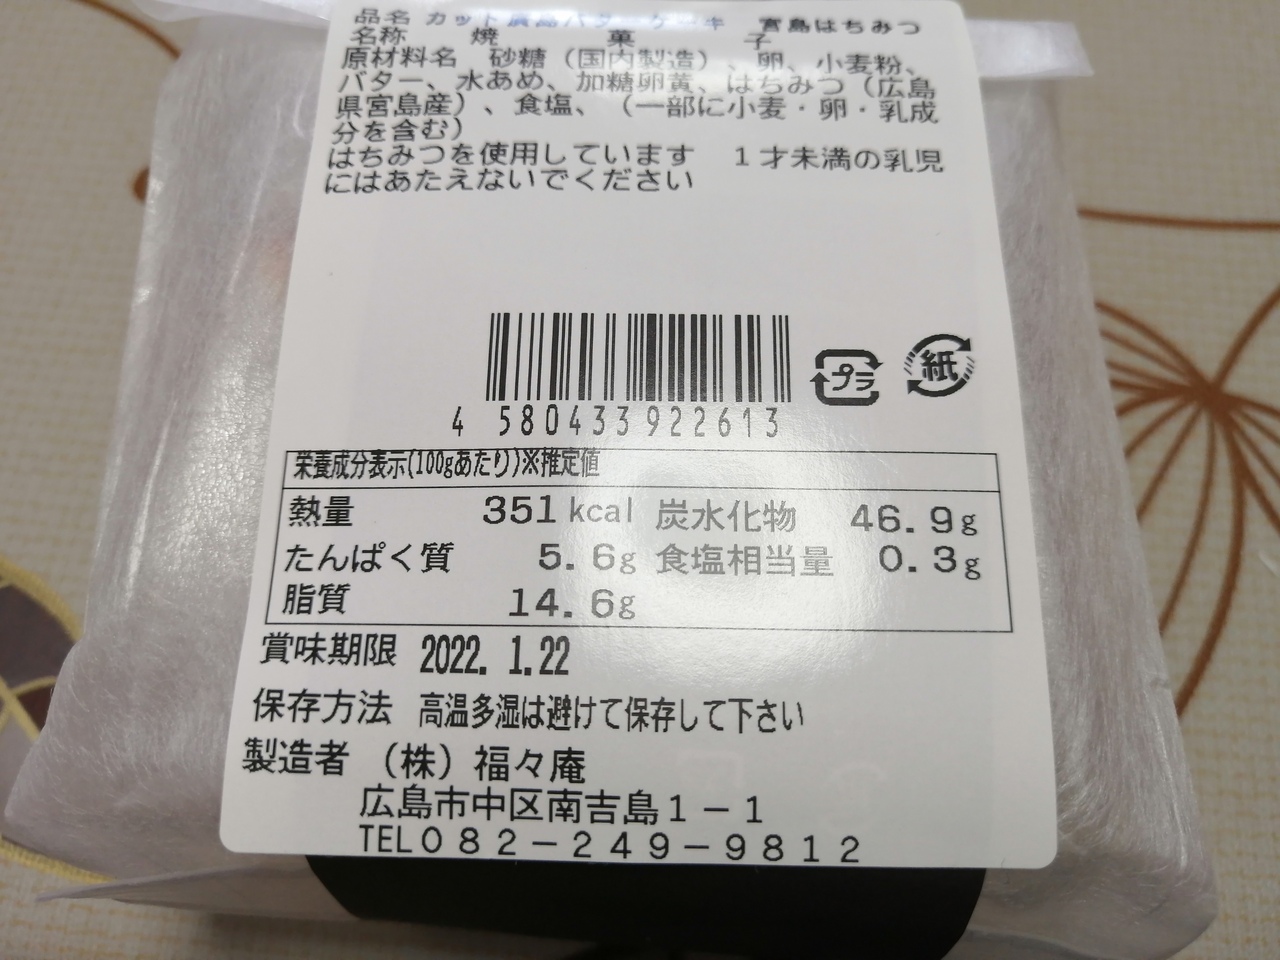 品名 カット廣島バターケーキ 宮島はちみつ
名称 焼菓子
原材料名 砂糖（国内製造）、卵、小麦粉、
バター、水あめ、加糖卵黄、はちみつ（広島
県宮島産）、食塩、（一部に小麦・卵・乳成
分を含む）
はちみつを使用しています 1才未満の乳児
にはあたえないでください
4 580433922613
プラ
紙
栄養成分表示(100gあたり)※推定値
熱量 351kcal 炭水化物 46.9g
たんぱく質 5.6g 食塩相当量 0.3g
脂質 14.6g
賞味期限 2022. 1.22
保存方法 高温多湿は避けて保存して下さい
製造者 （株）福々庵
広島市中区南吉島1－1
TEL082－249－9812